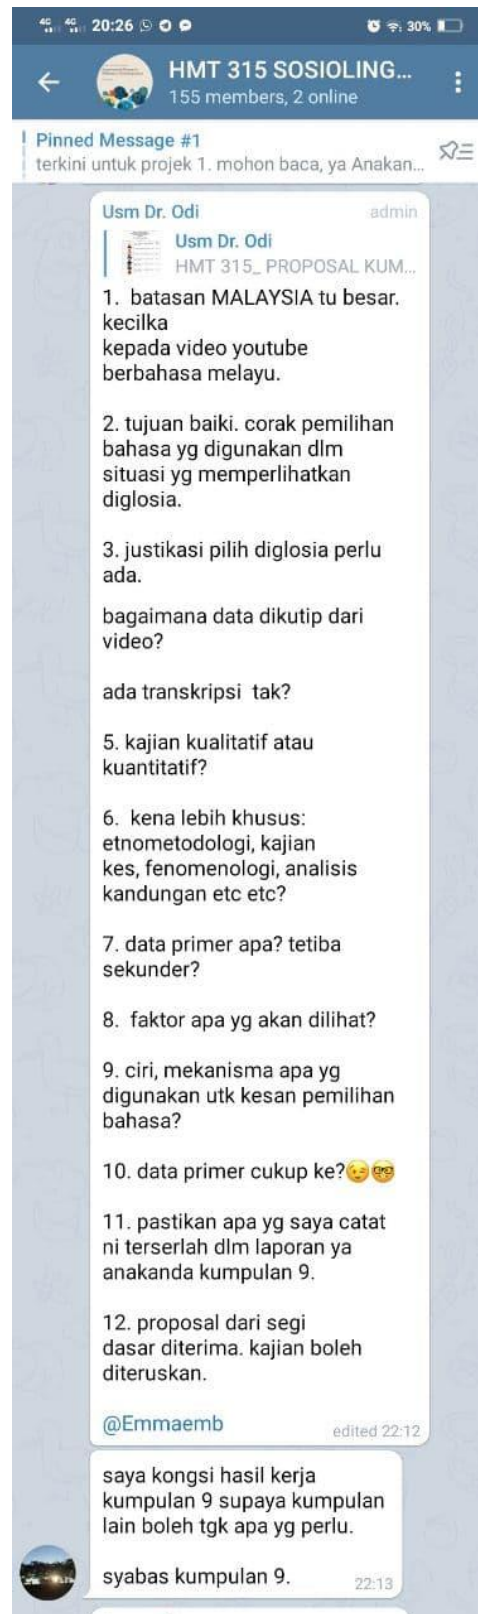 4G 4G 20:26 30%
HMT 315 SOSIOLING...
155 members, 2 online
Pinned Message #1
terkini untuk projek 1. mohon baca, ya Anakan...
Usm Dr. Odi admin
Usm Dr. Odi
HMT 315_ PROPOSAL KUM...
1. batasan MALAYSIA tu besar.
kecilka
kepada video youtube
berbahasa melayu.
2. tujuan baiki. corak pemilihan
bahasa yg digunakan dlm
situasi yg memperlihatkan
diglosia.
3. justikasi pilih diglosia perlu
ada.
bagaimana data dikutip dari
video?
ada transkripsi tak?
5. kajian kualitatif atau
kuantitatif?
6. kena lebih khusus:
etnometodologi, kajian
kes, fenomenologi, analisis
kandungan etc etc?
7. data primer apa? tetiba
sekunder?
8. faktor apa yg akan dilihat?
9. ciri, mekanisma apa yg
digunakan utk kesan pemilihan
bahasa?
10. data primer cukup ke?😉🤓
11. pastikan apa yg saya catat
ni terserlah dlm laporan ya
anakanda kumpulan 9.
12. proposal dari segi
dasar diterima. kajian boleh
diteruskan.
@Emmaemb edited 22:12
saya kongsi hasil kerja
kumpulan 9 supaya kumpulan
lain boleh tgk apa yg perlu.
syabas kumpulan 9. 22:13